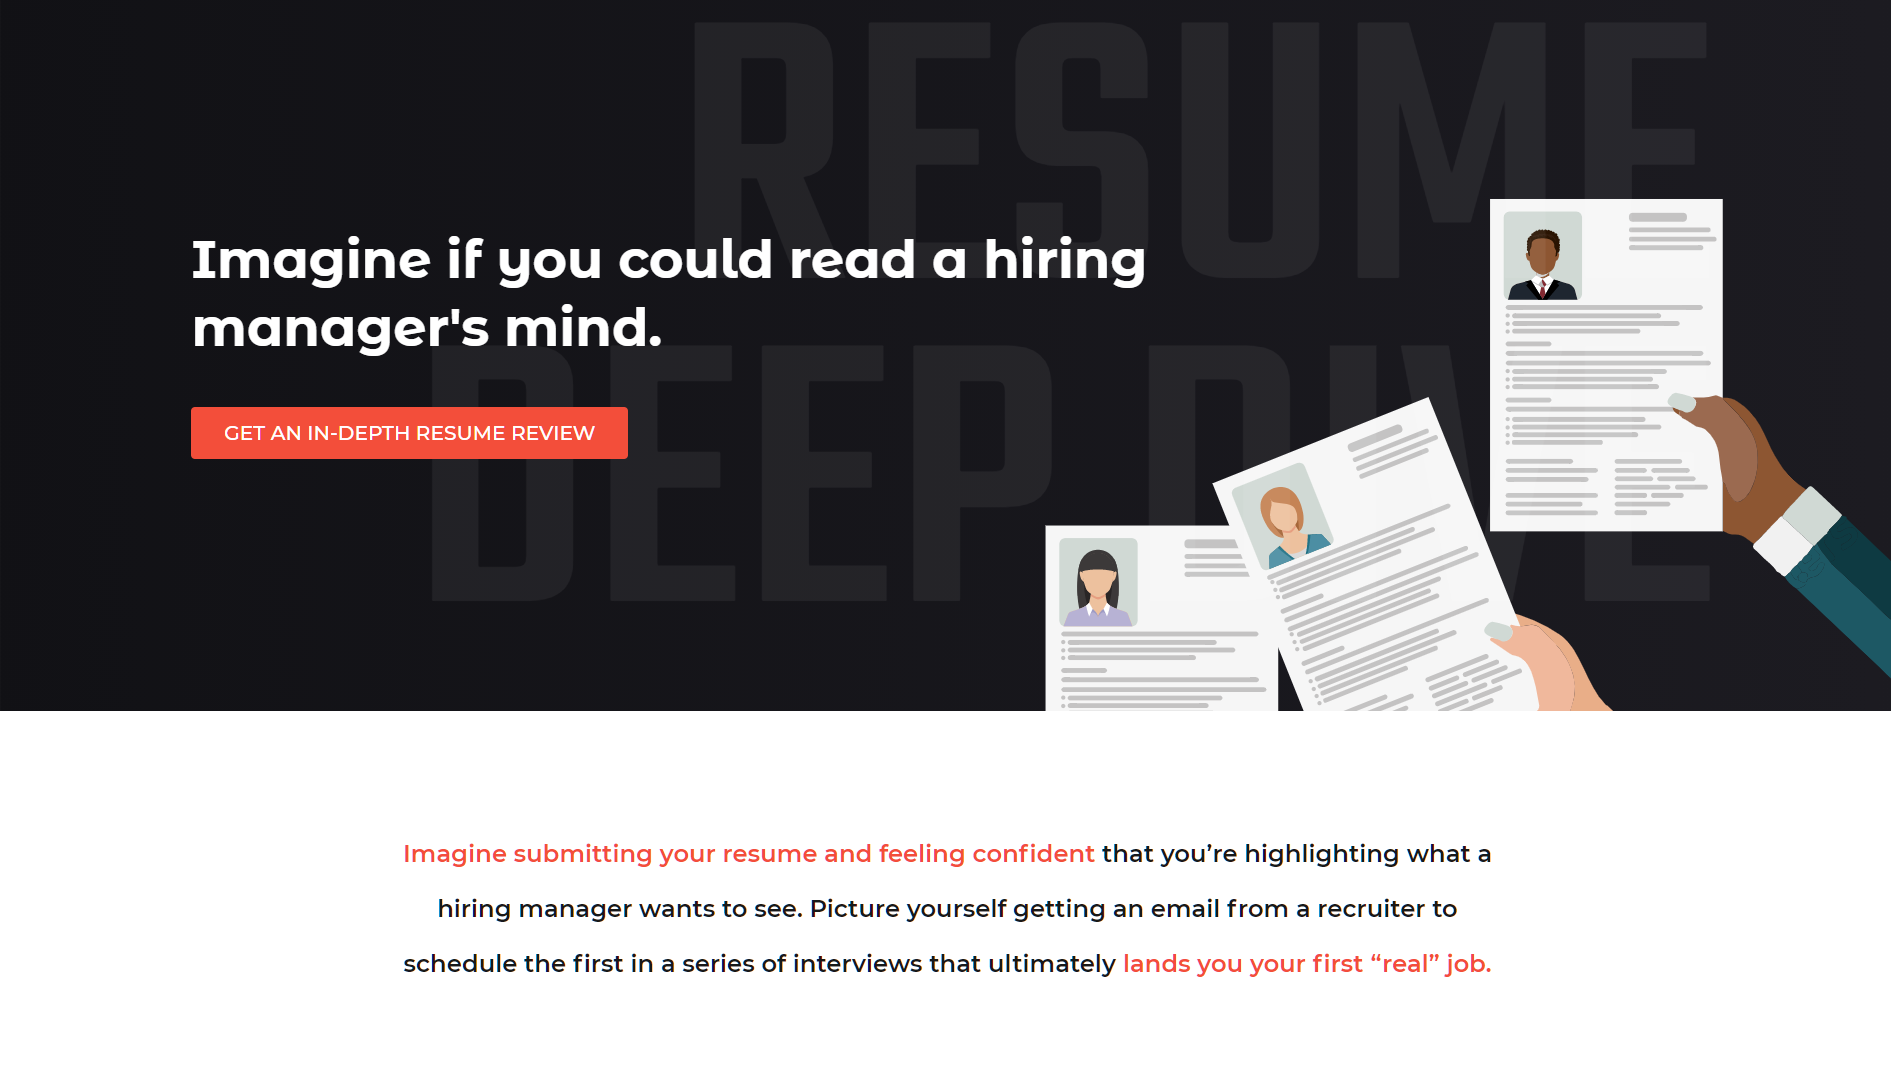 RESUME
DEEP DIVE
Imagine if you could read a hiring
manager's mind.
GET AN IN-DEPTH RESUME REVIEW
Imagine submitting your resume and feeling confident that you’re highlighting what a
hiring manager wants to see. Picture yourself getting an email from a recruiter to
schedule the first in a series of interviews that ultimately lands you your first “real” job.